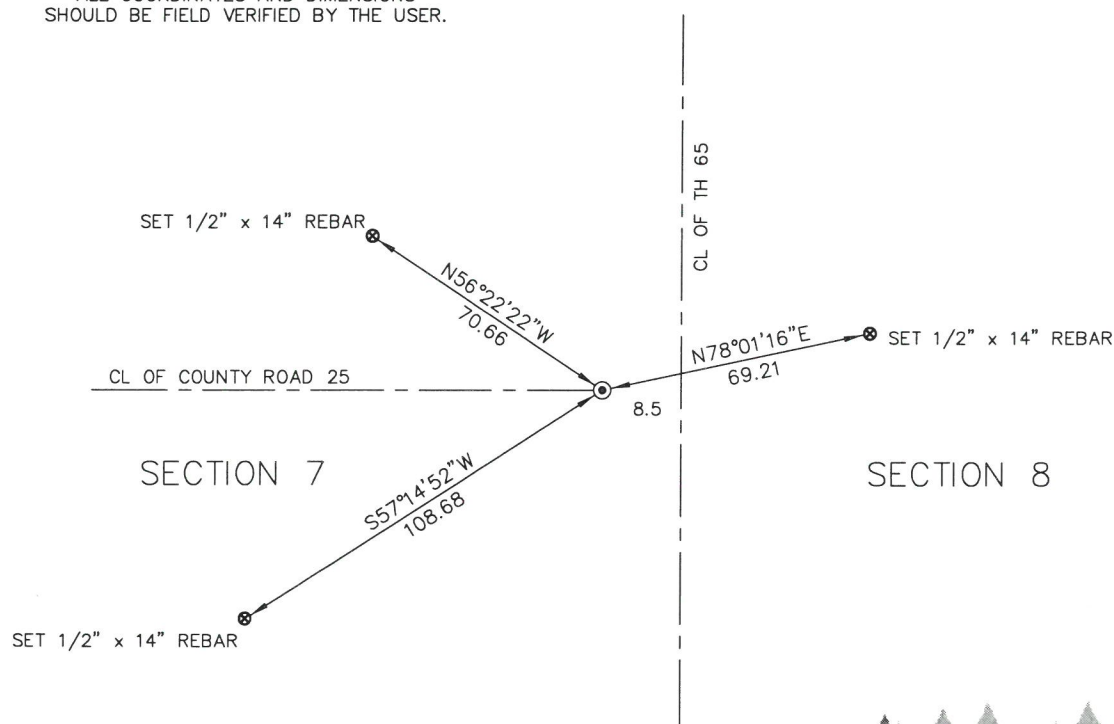 SHOULD BE FIELD VERIFIED BY THE USER.
CL OF TH 65
SET 1/2" x 14" REBAR
N56°22'22"W
70.66
N78°01'16"E
69.21
SET 1/2" x 14" REBAR
CL OF COUNTY ROAD 25
8.5
SECTION 7
SECTION 8
S57°14'52"W
108.68
SET 1/2" x 14" REBAR